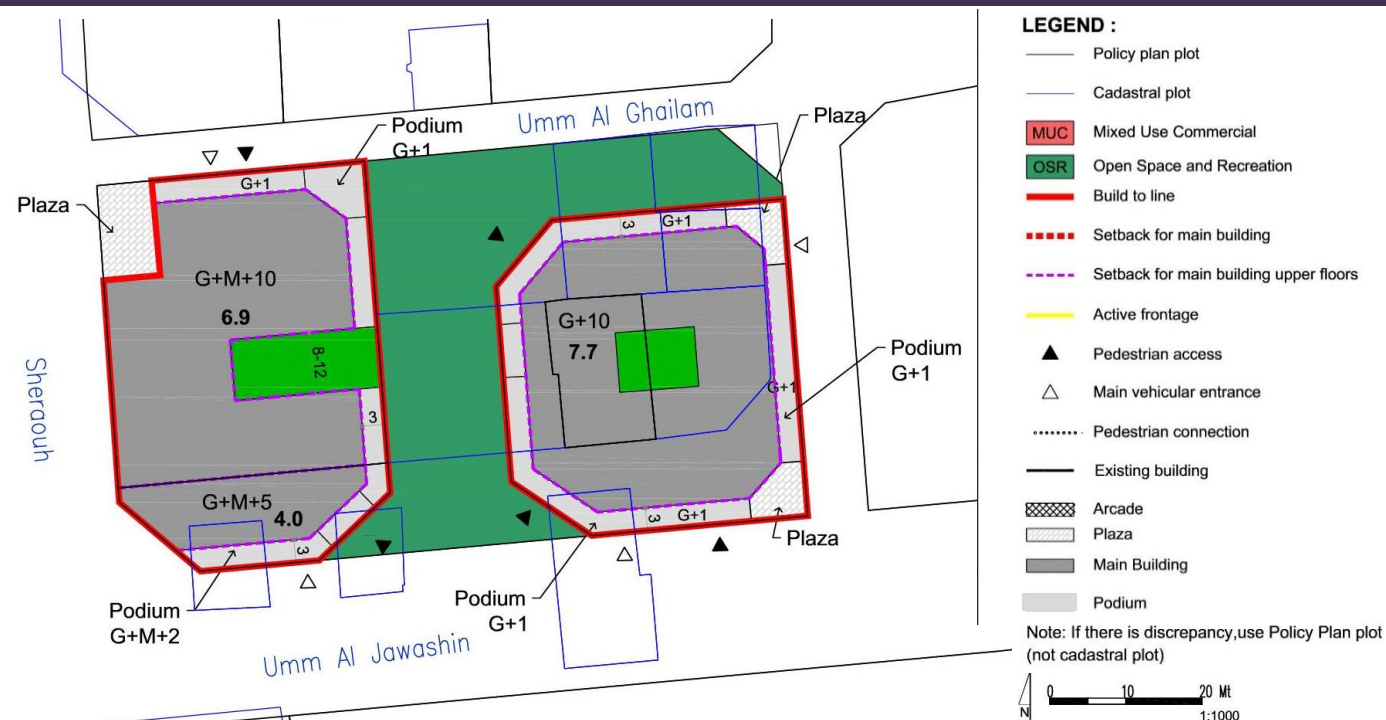 Umm Al Ghailam
Plaza
Podium
G+1
Plaza
G+1
G+M+10
6.9
8-12
3
G+M+5
4.0
3
Podium
G+M+2
Sheraouh
Umm Al Jawashin
3
G+1
G+10
7.7
G+1
Podium
G+1
3
G+1
Plaza
Podium
G+1
LEGEND :
Policy plan plot
Cadastral plot
MUC Mixed Use Commercial
OSR Open Space and Recreation
Build to line
Setback for main building
Setback for main building upper floors
Active frontage
Pedestrian access
Main vehicular entrance
Pedestrian connection
Existing building
Arcade
Plaza
Main Building
Podium
Note: If there is discrepancy,use Policy Plan plot
(not cadastral plot)
N
0 10 20 Mt
1:1000